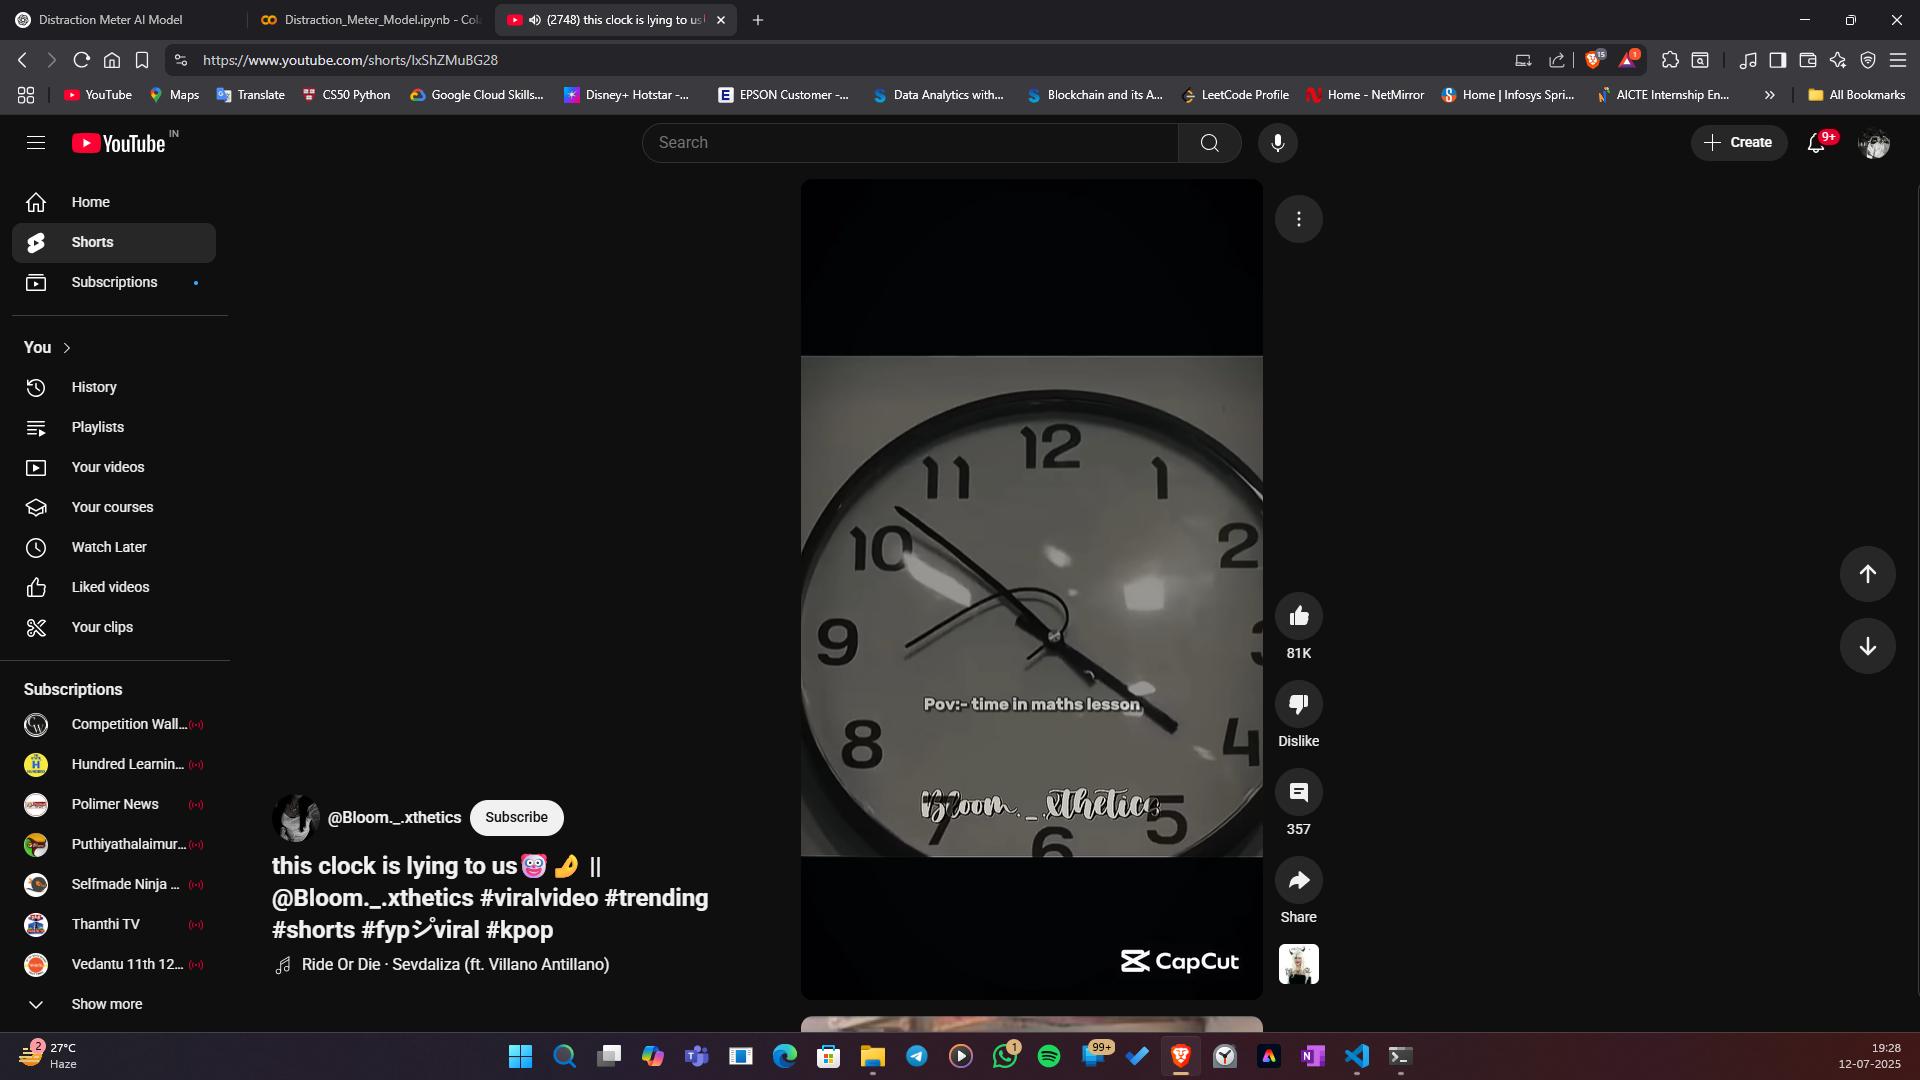 Distraction Meter AI Model
Distraction_Meter_Model.ipynb - Col
(2748) this clock is lying to us
https://www.youtube.com/shorts/lxShZMuBG28
15
1
YouTube
Maps
Translate
CS50 Python
Google Cloud Skills...
Disney+ Hotstar -...
EPSON Customer -...
Data Analytics with...
Blockchain and its A...
LeetCode Profile
Home - NetMirror
Home | Infosys Spri...
AICTE Internship En...
All Bookmarks
YouTube IN
Search
Create
9+
Home
Shorts
Subscriptions
You
History
Playlists
Your videos
Your courses
Watch Later
Liked videos
Your clips
Subscriptions
Competition Wall...
Hundred Learnin...
Polimer News
Puthiyathalaimur...
Selfmade Ninja ...
Thanthi TV
Vedantu 11th 12...
Show more
12
11
1
10
2
9
3
8
4
7
5
6
Pov:- time in maths lesson
Bloom._.xthetics
CapCut
81K
Dislike
357
Share
@Bloom._.xthetics
Subscribe
this clock is lying to us🤡🤌 ||
@Bloom._.xthetics #viralvideo #trending
#shorts #fypシviral #kpop
Ride Or Die · Sevdaliza (ft. Villano Antillano)
2
27°C
Haze
1
99+
19:28
12-07-2025